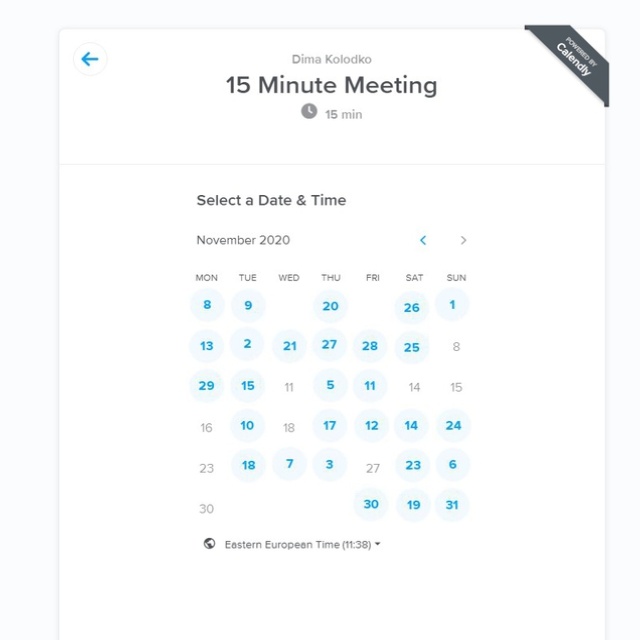 POWERED BY
Calendly
Dima Kolodko
15 Minute Meeting
15 min
Select a Date & Time
November 2020
MON TUE WED THU FRI SAT SUN
8 9 20 26 1
13 2 21 27 28 25 8
29 15 11 5 11 14 15
16 10 18 17 12 14 24
23 18 7 3 27 23 6
30 30 19 31
Eastern European Time (11:38)